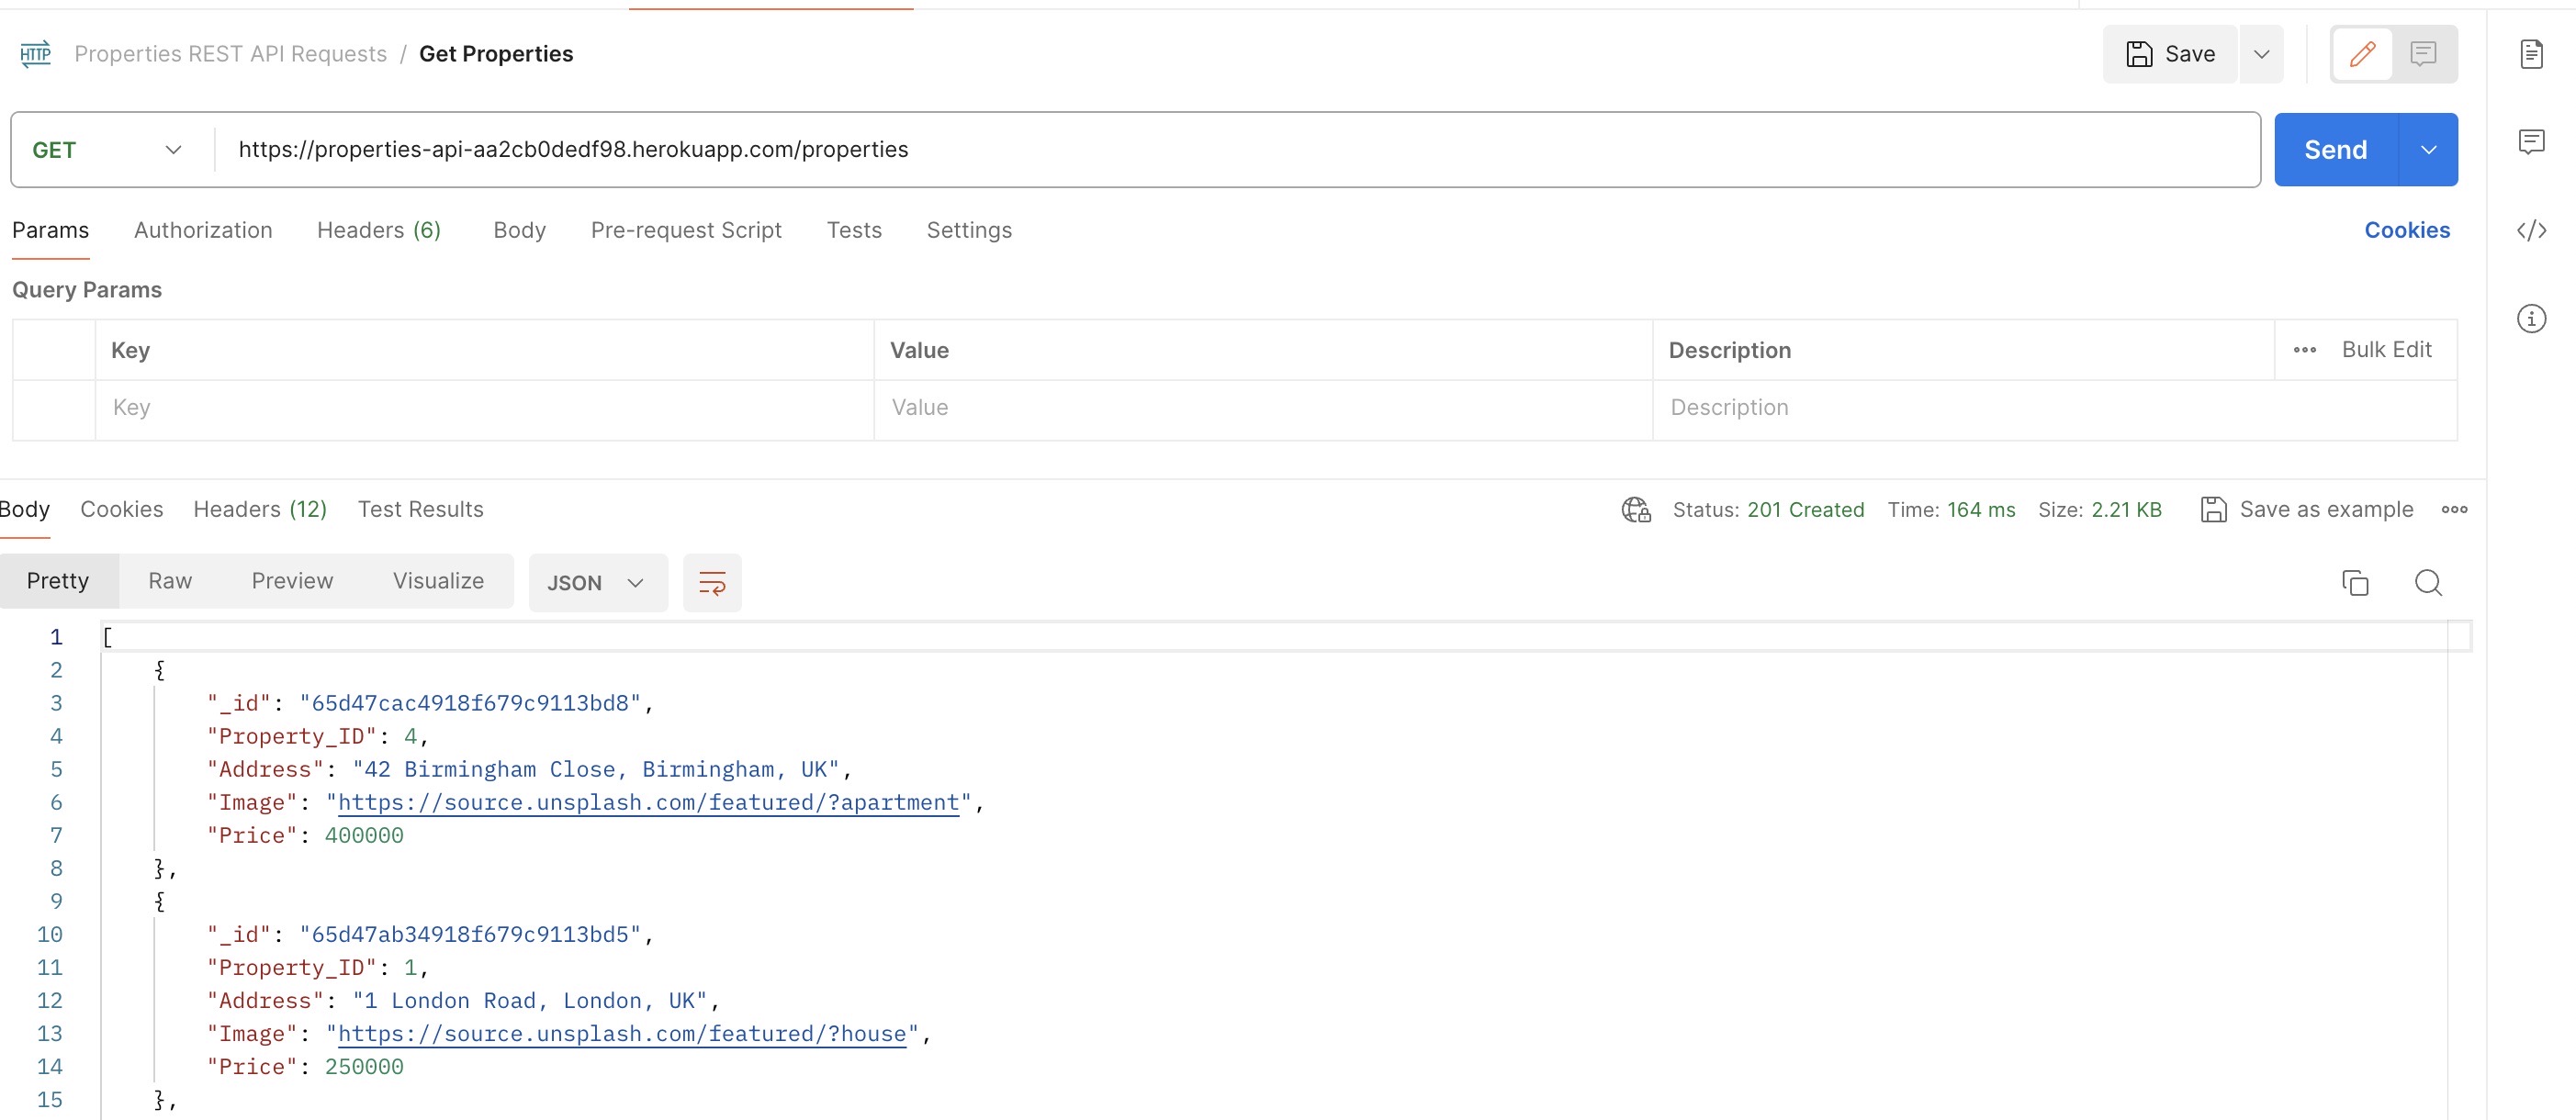 HTTP Properties REST API Requests / Get Properties Save
GET https://properties-api-aa2cb0dedf98.herokuapp.com/properties Send
Params Authorization Headers (6) Body Pre-request Script Tests Settings Cookies
Query Params
Key Value Description Bulk Edit
Key Value Description
Body Cookies Headers (12) Test Results Status: 201 Created Time: 164 ms Size: 2.21 KB Save as example
Pretty Raw Preview Visualize JSON
1 [
2 {
3 "_id": "65d47cac4918f679c9113bd8",
4 "Property_ID": 4,
5 "Address": "42 Birmingham Close, Birmingham, UK",
6 "Image": "https://source.unsplash.com/featured/?apartment",
7 "Price": 400000
8 },
9 {
10 "_id": "65d47ab34918f679c9113bd5",
11 "Property_ID": 1,
12 "Address": "1 London Road, London, UK",
13 "Image": "https://source.unsplash.com/featured/?house",
14 "Price": 250000
15 },